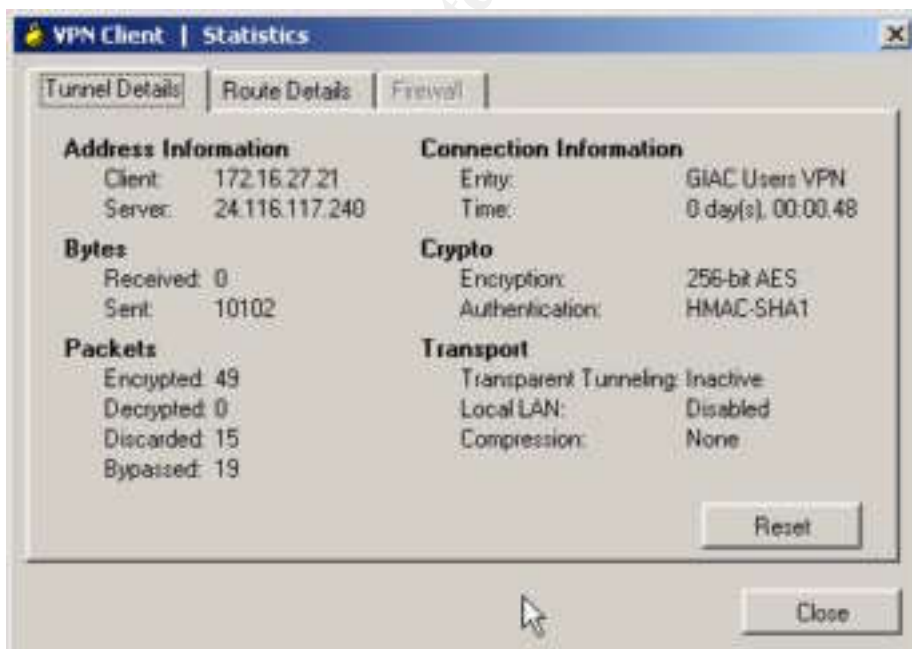 VPN Client | Statistics
Tunnel Details
Route Details
Firewall
Address Information
Client: 172.16.27.21
Server: 24.116.117.240
Bytes
Received: 0
Sent: 10102
Packets
Encrypted: 49
Decrypted: 0
Discarded: 15
Bypassed: 19
Connection Information
Entry: GIAC Users VPN
Time: 0 day(s), 00:00.48
Crypto
Encryption: 256-bit AES
Authentication: HMAC-SHA1
Transport
Transparent Tunneling: Inactive
Local LAN: Disabled
Compression: None
Reset
Close